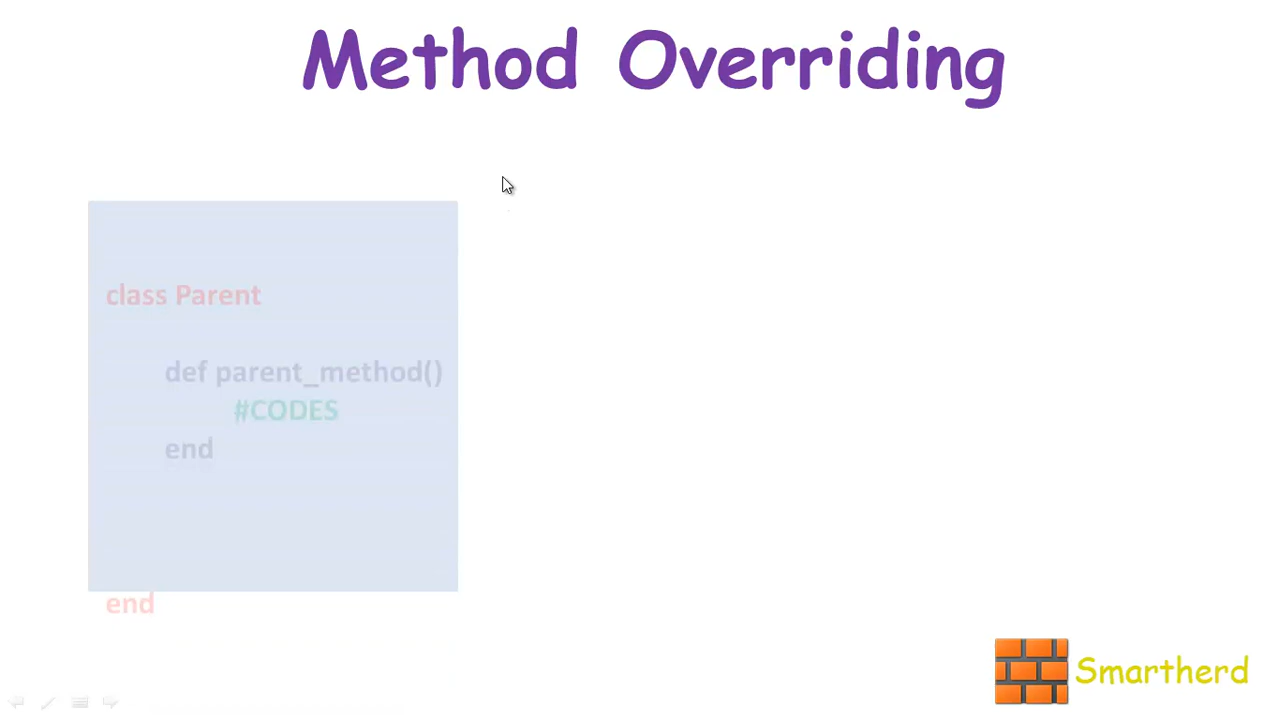 Method Overriding
class Parent
def parent_method()
#CODES
end
end
Smartherd